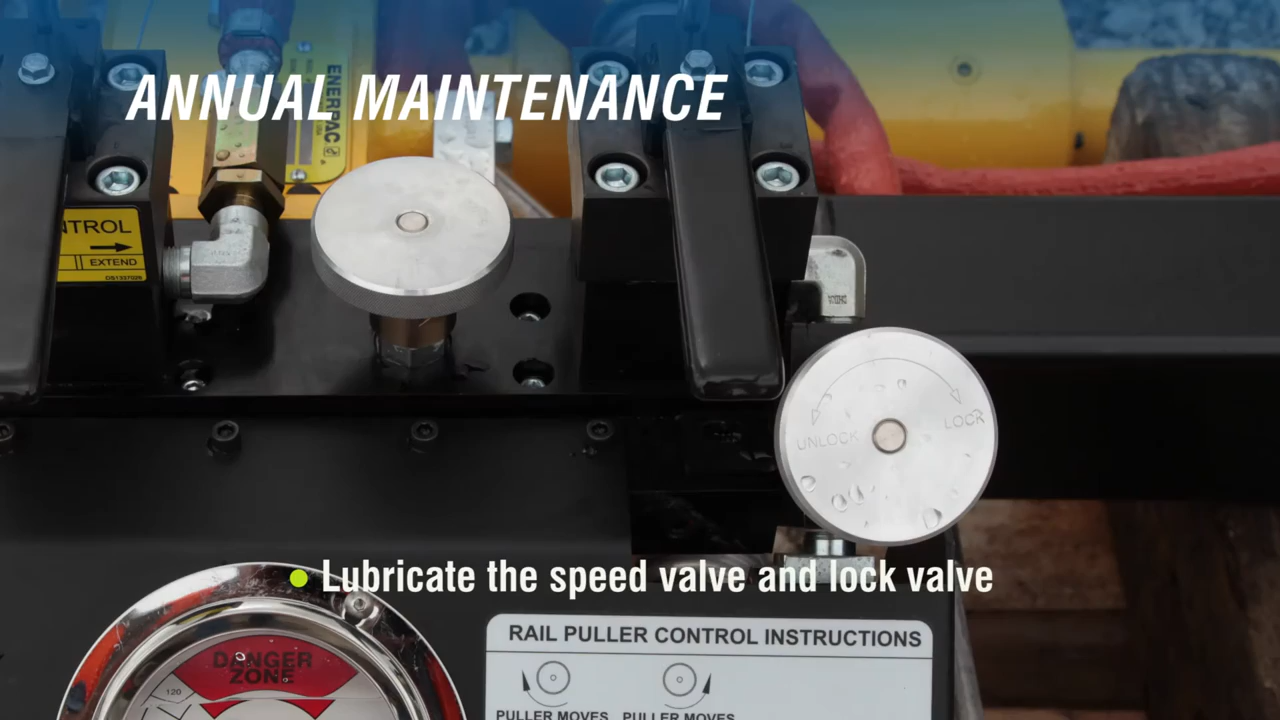 ANNUAL MAINTENANCE
ENERPAC
NTROL
EXTEND
UNLOCK
LOCK
Lubricate the speed valve and lock valve
RAIL PULLER CONTROL INSTRUCTIONS
DANGER
ZONE
120
PULLER MOVES PULLER MOVES